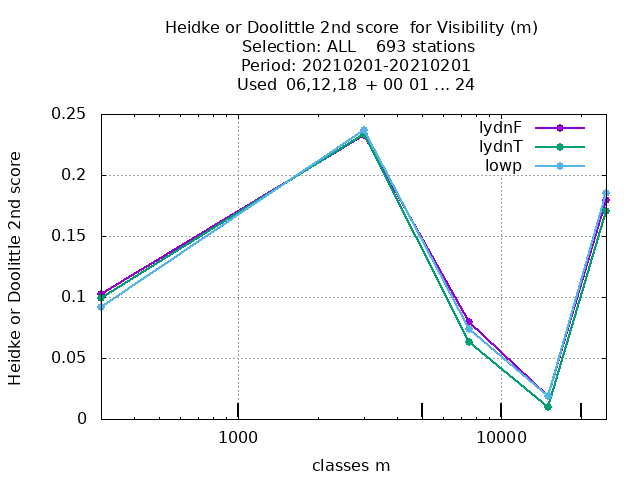 Heidke or Doolittle 2nd score  for Visibility (m)
Selection: ALL    693 stations
Period: 20210201-20210201
Used  06,12,18  + 00 01 ... 24
Heidke or Doolittle 2nd score
0.25
0.2
0.15
0.1
0.05
0
lydnF
lydnT
lowp
1000 10000
classes m